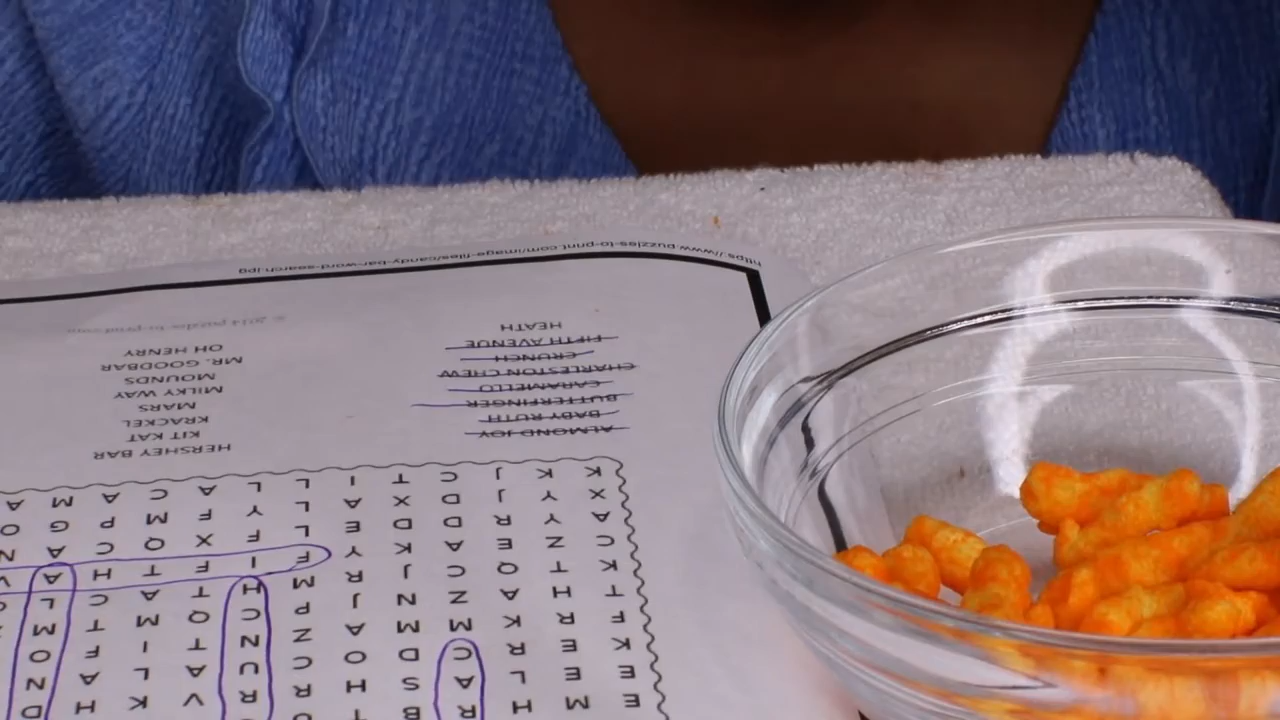 E M H R B T
E E L A S H R R V K H D
K E R C D O U U A L A N
F R K M W A N N T I F O
T H A N N J P C Q M T M
K T Q C J R M H T A C L
C N E A K Y F I F T H A V
A Y R D D E L F X Q C A N
X Y J D X A L Y F M P G O
K K J C T I L L A C A M A
ALMOND JOY HERSHEY BAR
BABY RUTH KIT KAT
BUTTERFINGER KRACKEL
CARAMELLO MARS
CHARLESTON CHEW MILKY WAY
CRUNCH MOUNDS
FIFTH AVENUE MR. GOODBAR
HEATH OH HENRY
© 2014 puzzles-to-print.com
https://www.puzzles-to-print.com/image-files/candy-bar-word-search.jpg